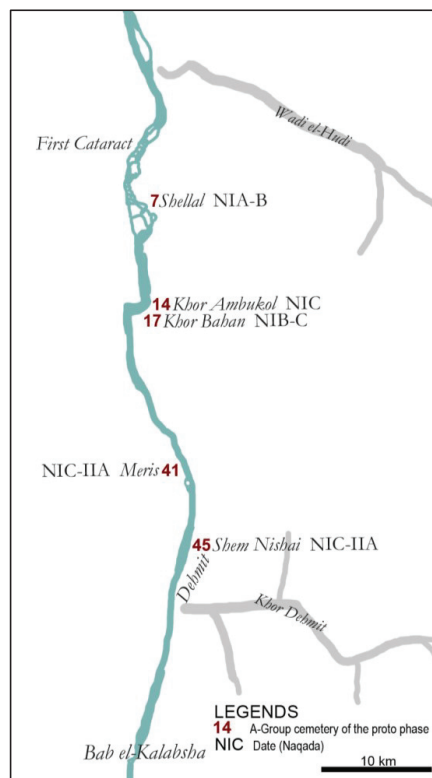 Wadi el-Hudi
First Cataract
7 Shellal NIA-B
14 Khor Ambukol NIC
17 Khor Bahan NIB-C
NIC-IIA Meris 41
45 Shem Nishai NIC-IIA
Dehmit
Khor Dehmit
LEGENDS
14 A-Group cemetery of the proto phase
NIC Date (Naqada)
Bab el-Kalabsha
10 km